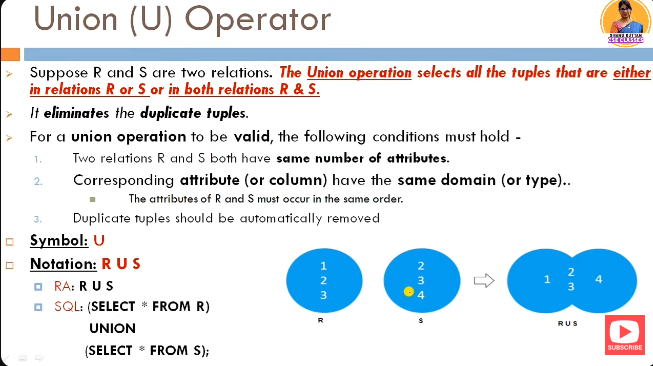 Union (U) Operator
SHANU KUTTAN
CSE CLASSES
Suppose R and S are two relations. The Union operation selects all the tuples that are either
in relations R or S or in both relations R & S.
It eliminates the duplicate tuples.
For a union operation to be valid, the following conditions must hold -
1. Two relations R and S both have same number of attributes.
2. Corresponding attribute (or column) have the same domain (or type)..
The attributes of R and S must occur in the same order.
3. Duplicate tuples should be automatically removed
Symbol: U
Notation: R U S
RA: R U S
SQL: (SELECT * FROM R)
UNION
(SELECT * FROM S);
1
2
3
R
2
3
4
S
1
2
3
4
R U S
SUBSCRIBE